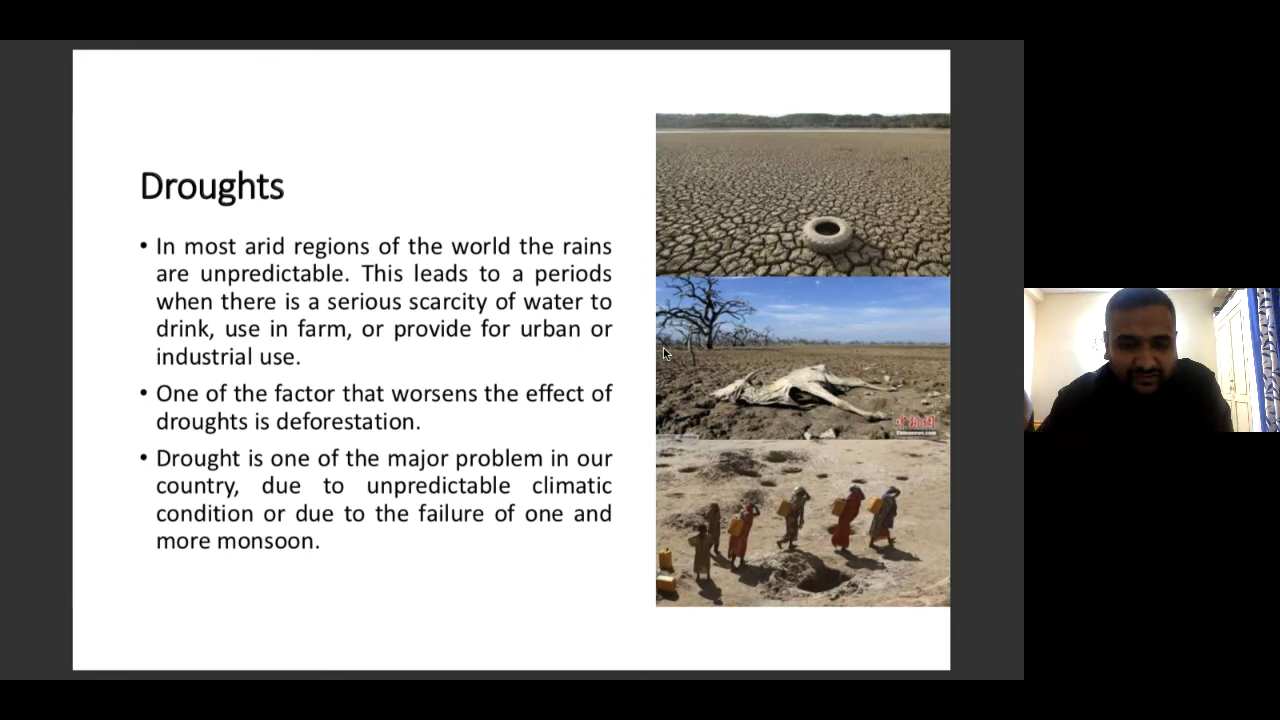 Droughts
• In most arid regions of the world the rains
are unpredictable. This leads to a periods
when there is a serious scarcity of water to
drink, use in farm, or provide for urban or
industrial use.
• One of the factor that worsens the effect of
droughts is deforestation.
• Drought is one of the major problem in our
country, due to unpredictable climatic
condition or due to the failure of one and
more monsoon.